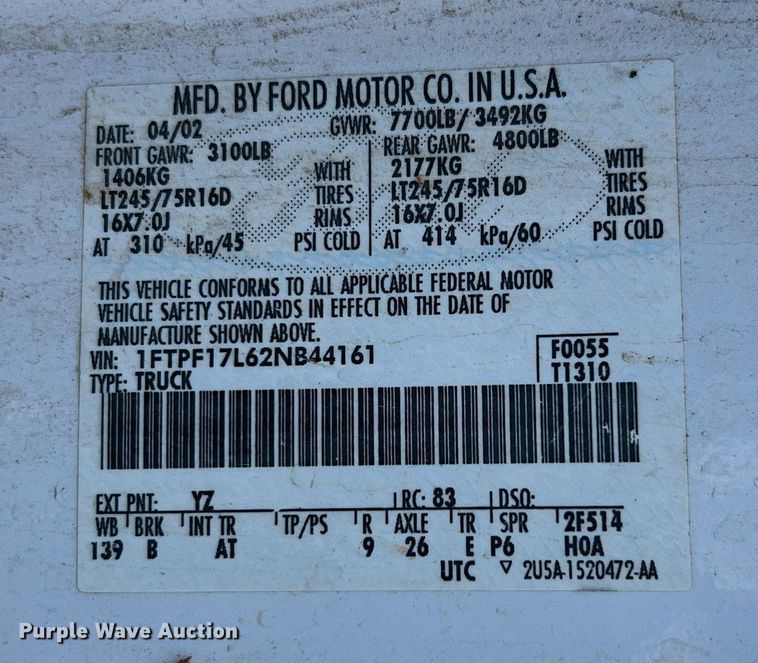 MFD. BY FORD MOTOR CO. IN U.S.A.
DATE: 04/02 GVWR: 7700LB/ 3492KG
FRONT GAWR: 3100LB REAR GAWR: 4800LB
1406KG WITH 2177KG WITH
LT245/75R16D TIRES LT245/75R16D TIRES
16X7.0J RIMS 16X7.0J RIMS
AT 310 kPa/45 PSI COLD AT 414 kPa/60 PSI COLD
THIS VEHICLE CONFORMS TO ALL APPLICABLE FEDERAL MOTOR
VEHICLE SAFETY STANDARDS IN EFFECT ON THE DATE OF
MANUFACTURE SHOWN ABOVE.
VIN: 1FTPF17L62NB44161 F0055
TYPE: TRUCK T1310
EXT PNT: YZ RC: 83 DSO:
WB BRK INT TR TP/PS R AXLE TR SPR 2F514
139 B AT 9 26 E P6 H0A
UTC ▽ 2U5A-1520472-AA
Purple Wave Auction